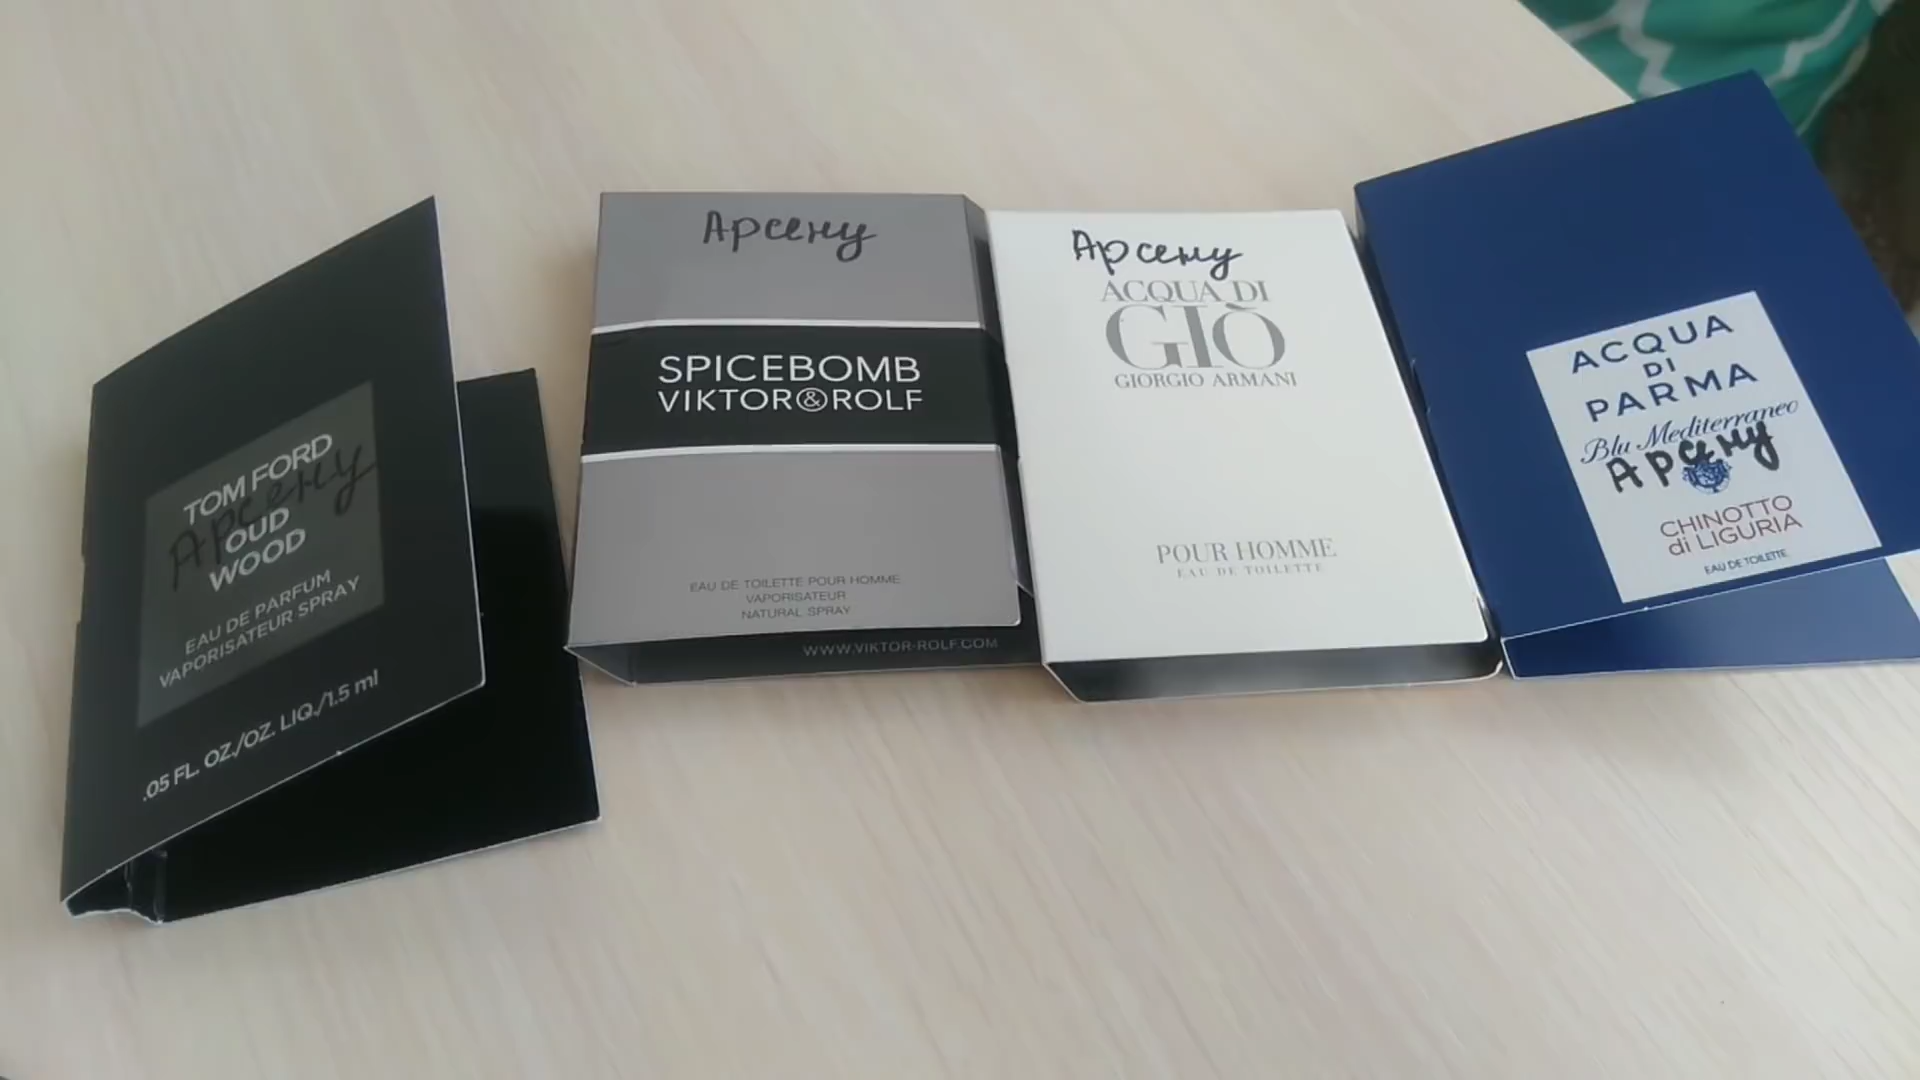 TOM FORD
Арсену
OUD
WOOD
EAU DE PARFUM
VAPORISATEUR SPRAY
.05 FL. OZ./OZ. LIQ./1.5 ml
Арсену
SPICEBOMB
VIKTOR&ROLF
EAU DE TOILETTE POUR HOMME
VAPORISATEUR
NATURAL SPRAY
WWW.VIKTOR-ROLF.COM
Арсену
ACQUA DI
GIÒ
GIORGIO ARMANI
POUR HOMME
EAU DE TOILETTE
ACQUA
DI
PARMA
Blu Mediterraneo
Арсену
CHINOTTO
di LIGURIA
EAU DE TOILETTE